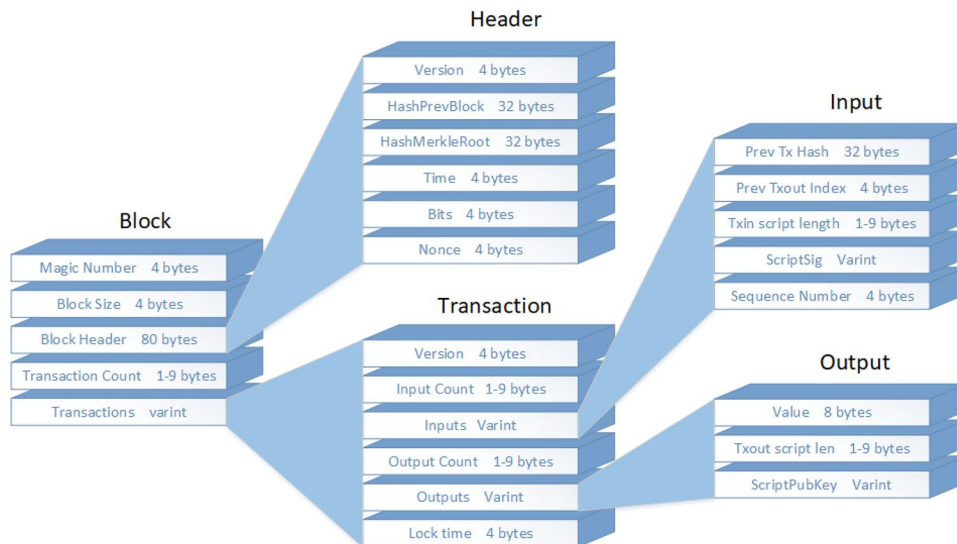 Header
Version 4 bytes
HashPrevBlock 32 bytes
HashMerkleRoot 32 bytes
Time 4 bytes
Bits 4 bytes
Nonce 4 bytes
Block
Magic Number 4 bytes
Block Size 4 bytes
Block Header 80 bytes
Transaction Count 1-9 bytes
Transactions varint
Transaction
Version 4 bytes
Input Count 1-9 bytes
Inputs Varint
Output Count 1-9 bytes
Outputs Varint
Lock time 4 bytes
Input
Prev Tx Hash 32 bytes
Prev Txout Index 4 bytes
Txin script length 1-9 bytes
ScriptSig Varint
Sequence Number 4 bytes
Output
Value 8 bytes
Txout script len 1-9 bytes
ScriptPubKey Varint